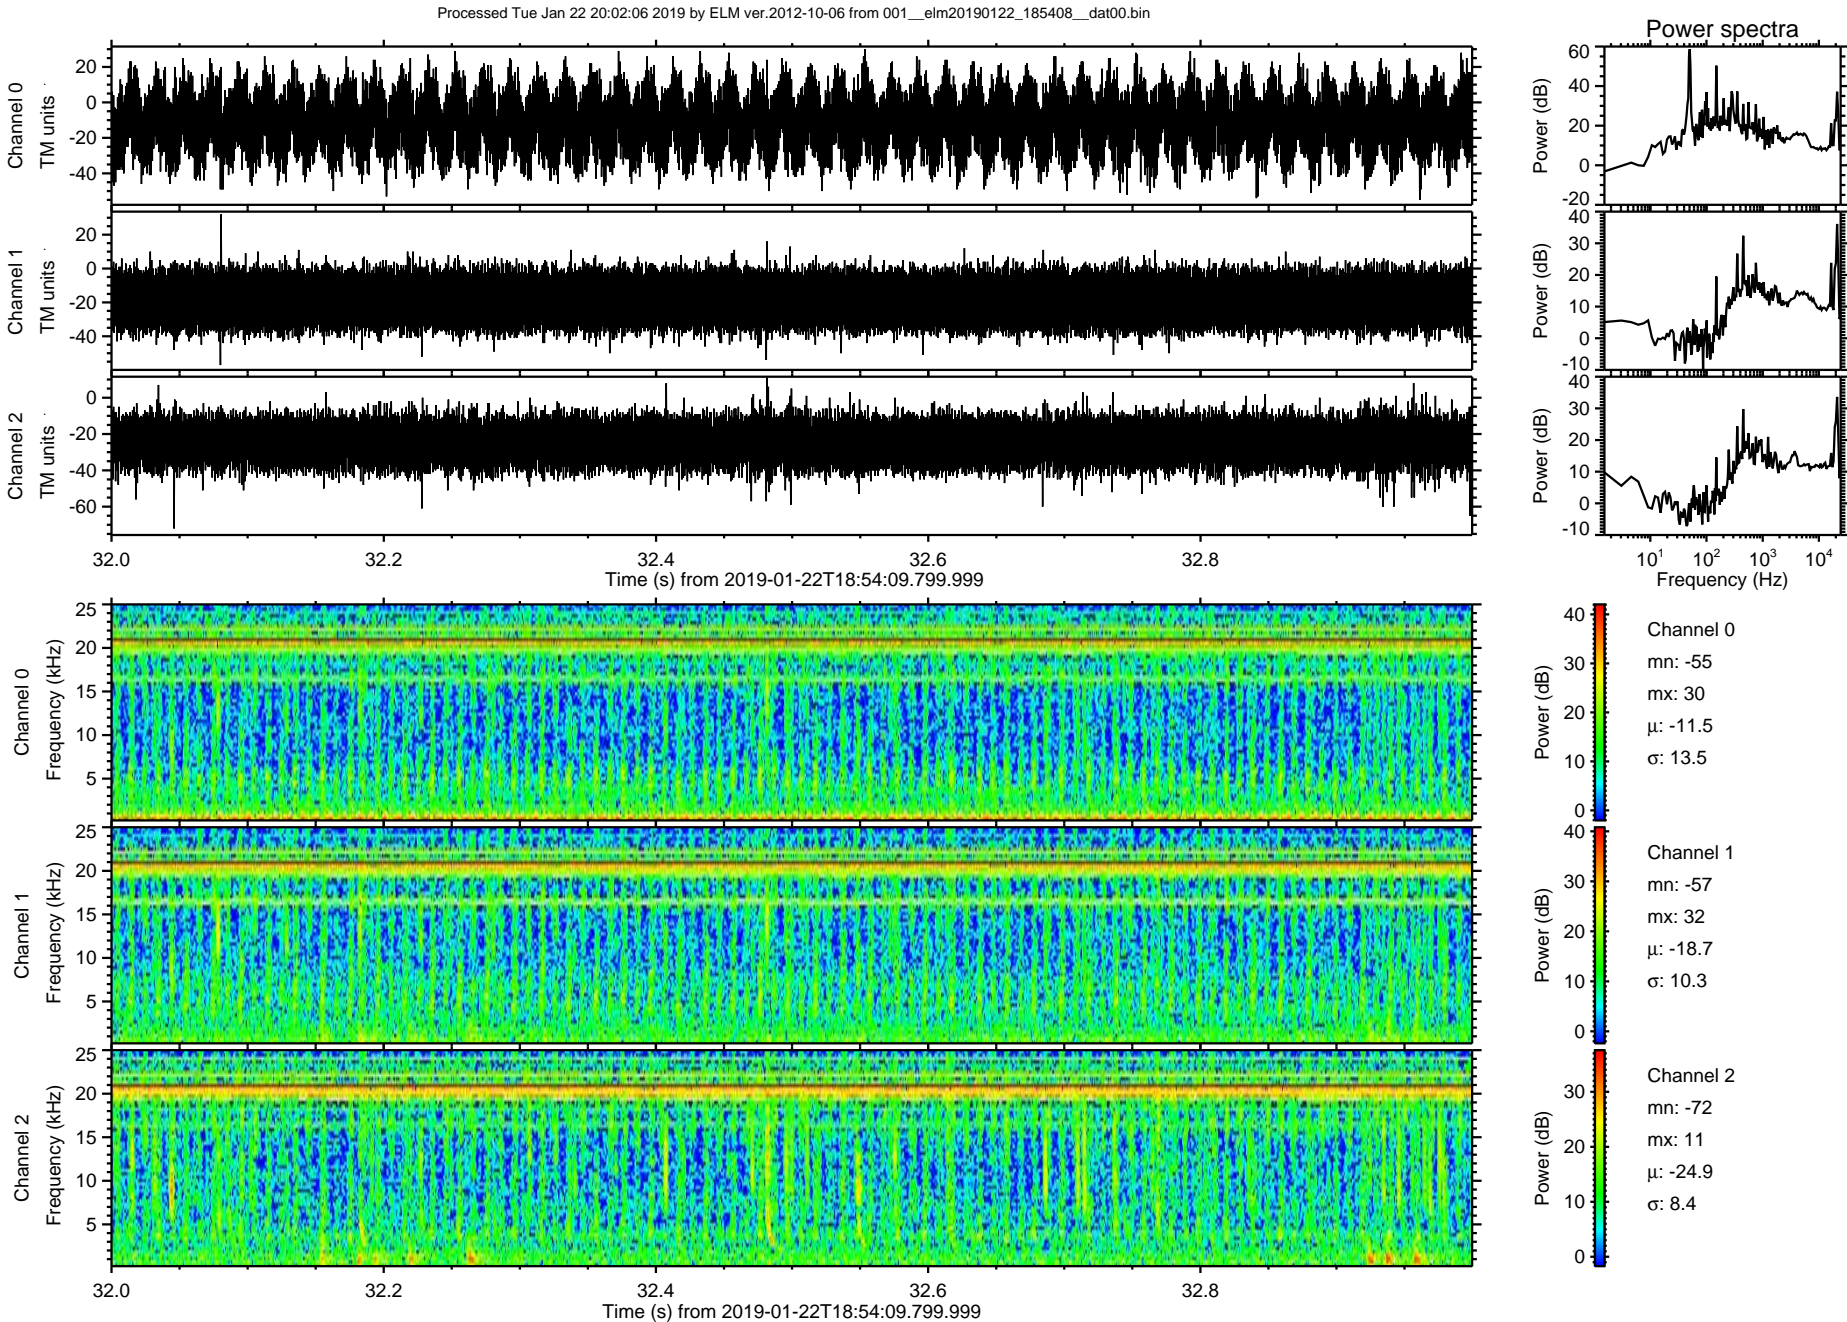 Processed Tue Jan 22 20:02:06 2019 by ELM ver.2012-10-06 from 001__elm20190122_185408__dat00.bin
Power spectra
Channel 0
TM units
20
0
-20
-40
Power (dB)
60
40
20
0
-20
Channel 1
TM units
20
0
-20
-40
Power (dB)
40
30
20
10
0
-10
Channel 2
TM units
0
-20
-40
-60
Power (dB)
40
30
20
10
0
-10
32.0 32.2 32.4 32.6 32.8
Time (s) from 2019-01-22T18:54:09.799.999
10^1 10^2 10^3 10^4
Frequency (Hz)
Channel 0
Frequency (kHz)
25
20
15
10
5
Power (dB)
40
30
20
10
0
Channel 0
mn: -55
mx: 30
μ: -11.5
σ: 13.5
Channel 1
Frequency (kHz)
25
20
15
10
5
Power (dB)
40
30
20
10
0
Channel 1
mn: -57
mx: 32
μ: -18.7
σ: 10.3
Channel 2
Frequency (kHz)
25
20
15
10
5
Power (dB)
30
20
10
0
Channel 2
mn: -72
mx: 11
μ: -24.9
σ: 8.4
32.0 32.2 32.4 32.6 32.8
Time (s) from 2019-01-22T18:54:09.799.999